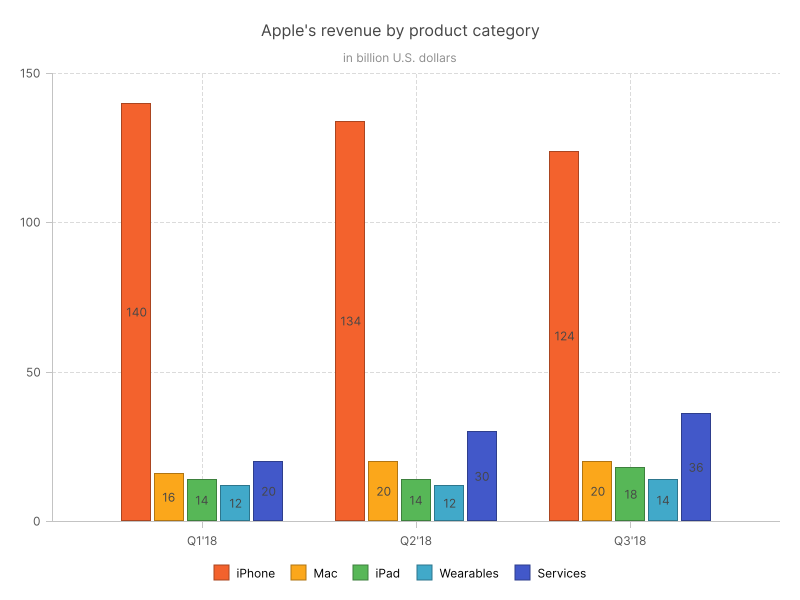 Apple's revenue by product category
in billion U.S. dollars
150
100
50
0
140
16
14
12
20
134
20
14
12
30
124
20
18
14
36
Q1'18
Q2'18
Q3'18
iPhone
Mac
iPad
Wearables
Services